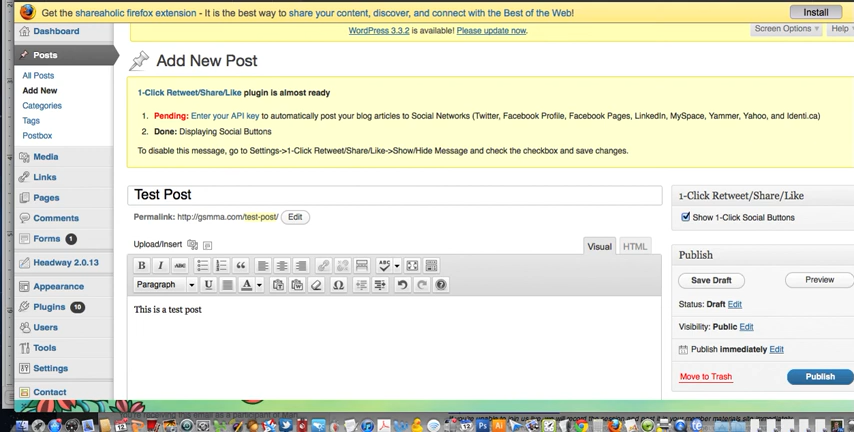 Get the shareaholic firefox extension - It is the best way to share your content, discover, and connect with the Best of the Web!
Install
Dashboard
WordPress 3.3.2 is available! Please update now.
Screen Options
Help
Posts
Add New Post
All Posts
Add New
Categories
Tags
Postbox
Media
Links
Pages
Comments
Forms 1
Headway 2.0.13
Appearance
Plugins 10
Users
Tools
Settings
Contact
1-Click Retweet/Share/Like plugin is almost ready
1. Pending: Enter your API key to automatically post your blog articles to Social Networks (Twitter, Facebook Profile, Facebook Pages, LinkedIn, MySpace, Yammer, Yahoo, and Identi.ca)
2. Done: Displaying Social Buttons
To disable this message, go to Settings->1-Click Retweet/Share/Like->Show/Hide Message and check the checkbox and save changes.
Test Post
Permalink: http://gsmma.com/test-post/ Edit
Upload/Insert
Visual
HTML
B I ABC
ABC
Paragraph U A
This is a test post
1-Click Retweet/Share/Like
Show 1-Click Social Buttons
Publish
Save Draft
Preview
Status: Draft Edit
Visibility: Public Edit
Publish immediately Edit
Move to Trash
Publish